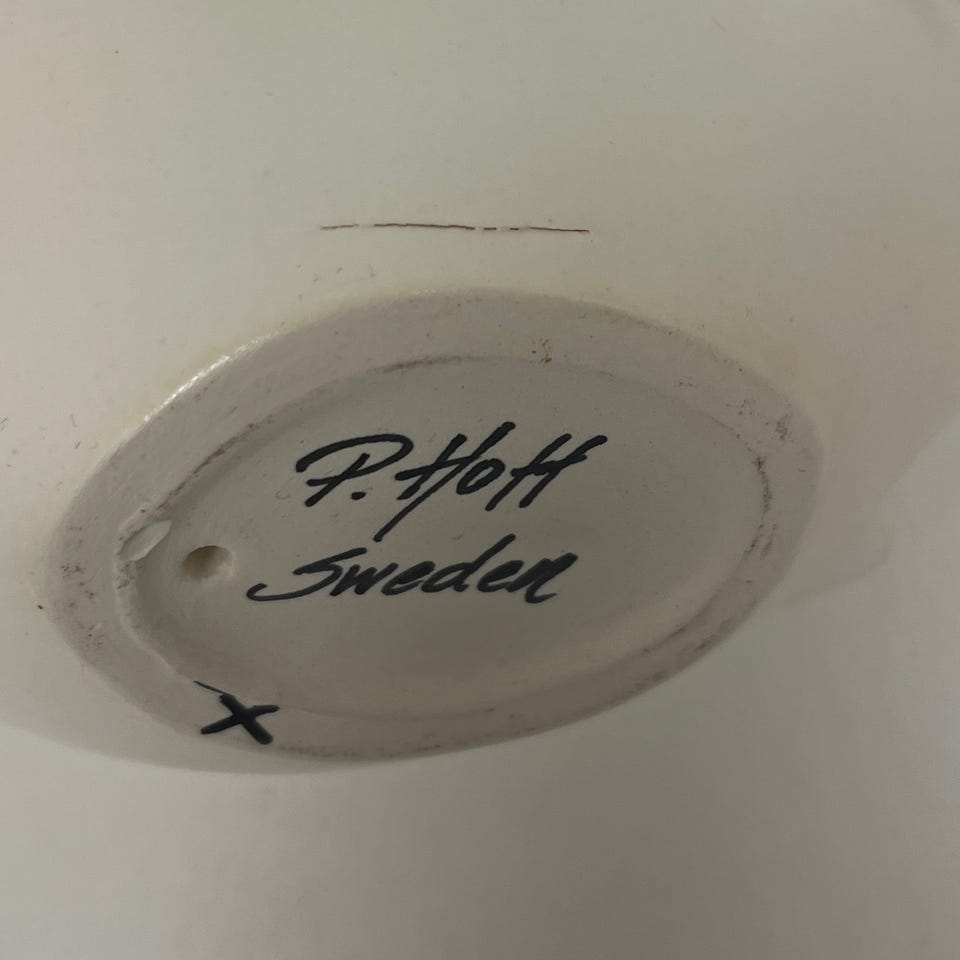 P. Hoff
Sweden
X